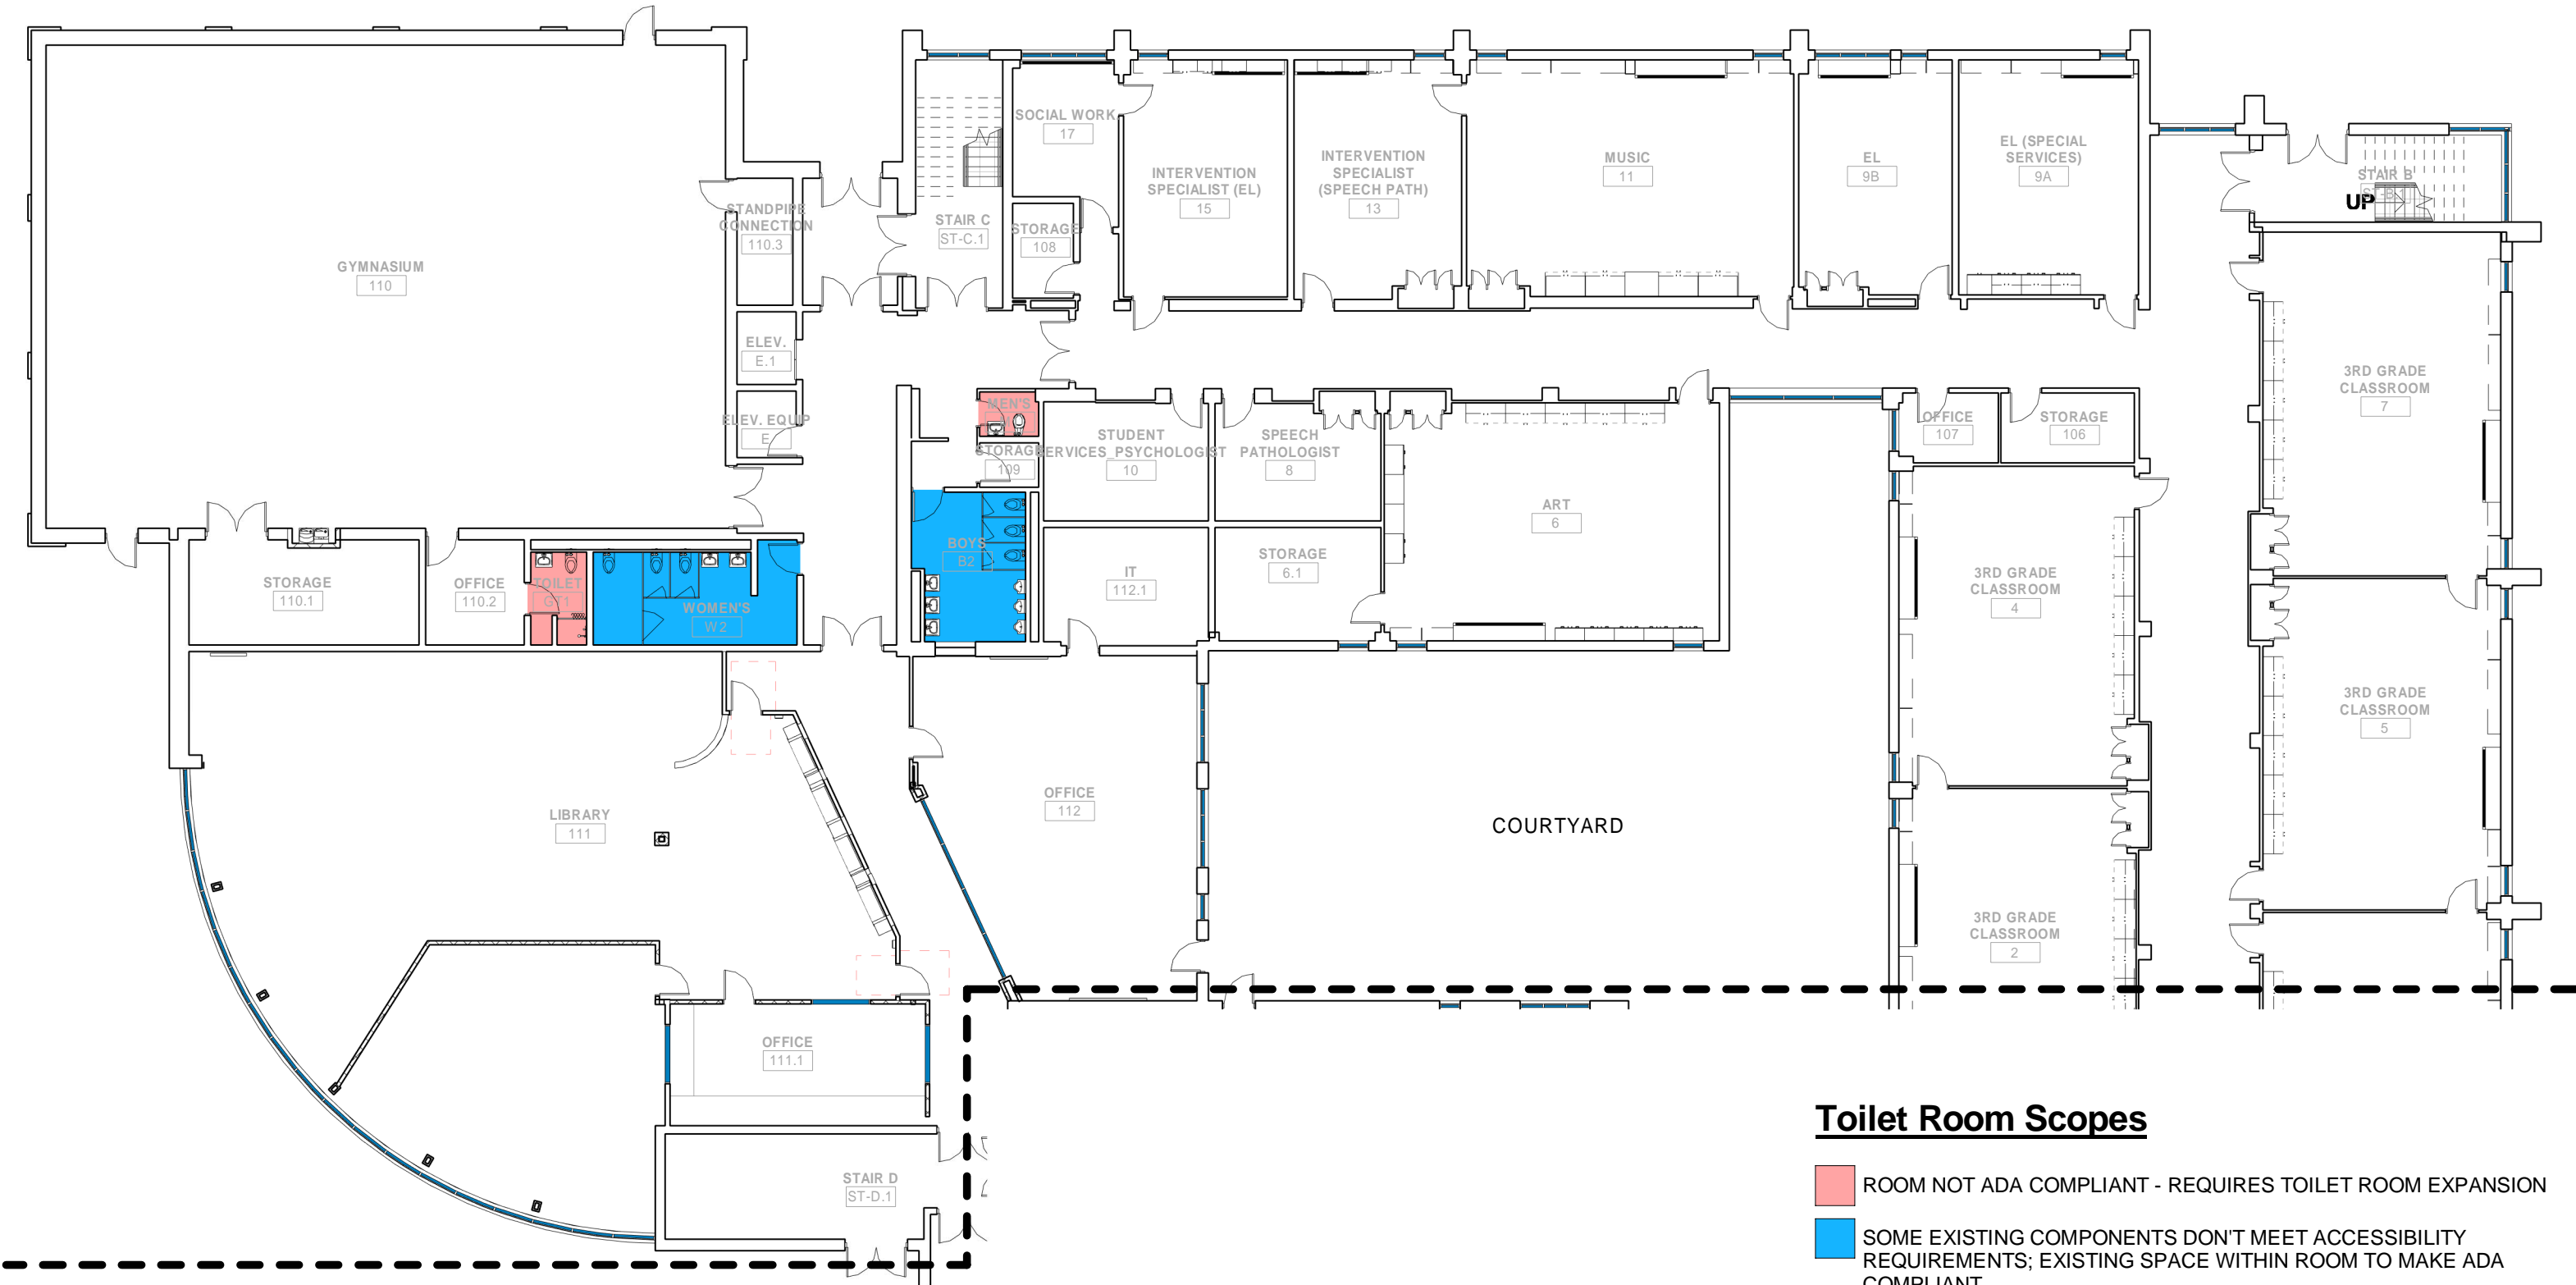 SOCIAL WORK
17
INTERVENTION
SPECIALIST (EL)
15
INTERVENTION
SPECIALIST
(SPEECH PATH)
13
MUSIC
11
EL
9B
EL (SPECIAL
SERVICES)
9A
STAIR B
ST-B.1
UP
STANDPIPE
CONNECTION
110.3
STAIR C
ST-C.1
STORAGE
108
GYMNASIUM
110
ELEV.
E.1
ELEV. EQUIP
E
MEN'S
STORAGE
109
STUDENT
SERVICES_PSYCHOLOGIST
10
SPEECH
PATHOLOGIST
8
ART
6
OFFICE
107
STORAGE
106
3RD GRADE
CLASSROOM
7
STORAGE
110.1
OFFICE
110.2
TOILET
GT1
WOMEN'S
W2
BOYS
B2
IT
112.1
STORAGE
6.1
3RD GRADE
CLASSROOM
4
3RD GRADE
CLASSROOM
5
LIBRARY
111
OFFICE
112
COURTYARD
3RD GRADE
CLASSROOM
2
OFFICE
111.1
STAIR D
ST-D.1
Toilet Room Scopes
ROOM NOT ADA COMPLIANT - REQUIRES TOILET ROOM EXPANSION
SOME EXISTING COMPONENTS DON'T MEET ACCESSIBILITY
REQUIREMENTS; EXISTING SPACE WITHIN ROOM TO MAKE ADA
COMPLIANT